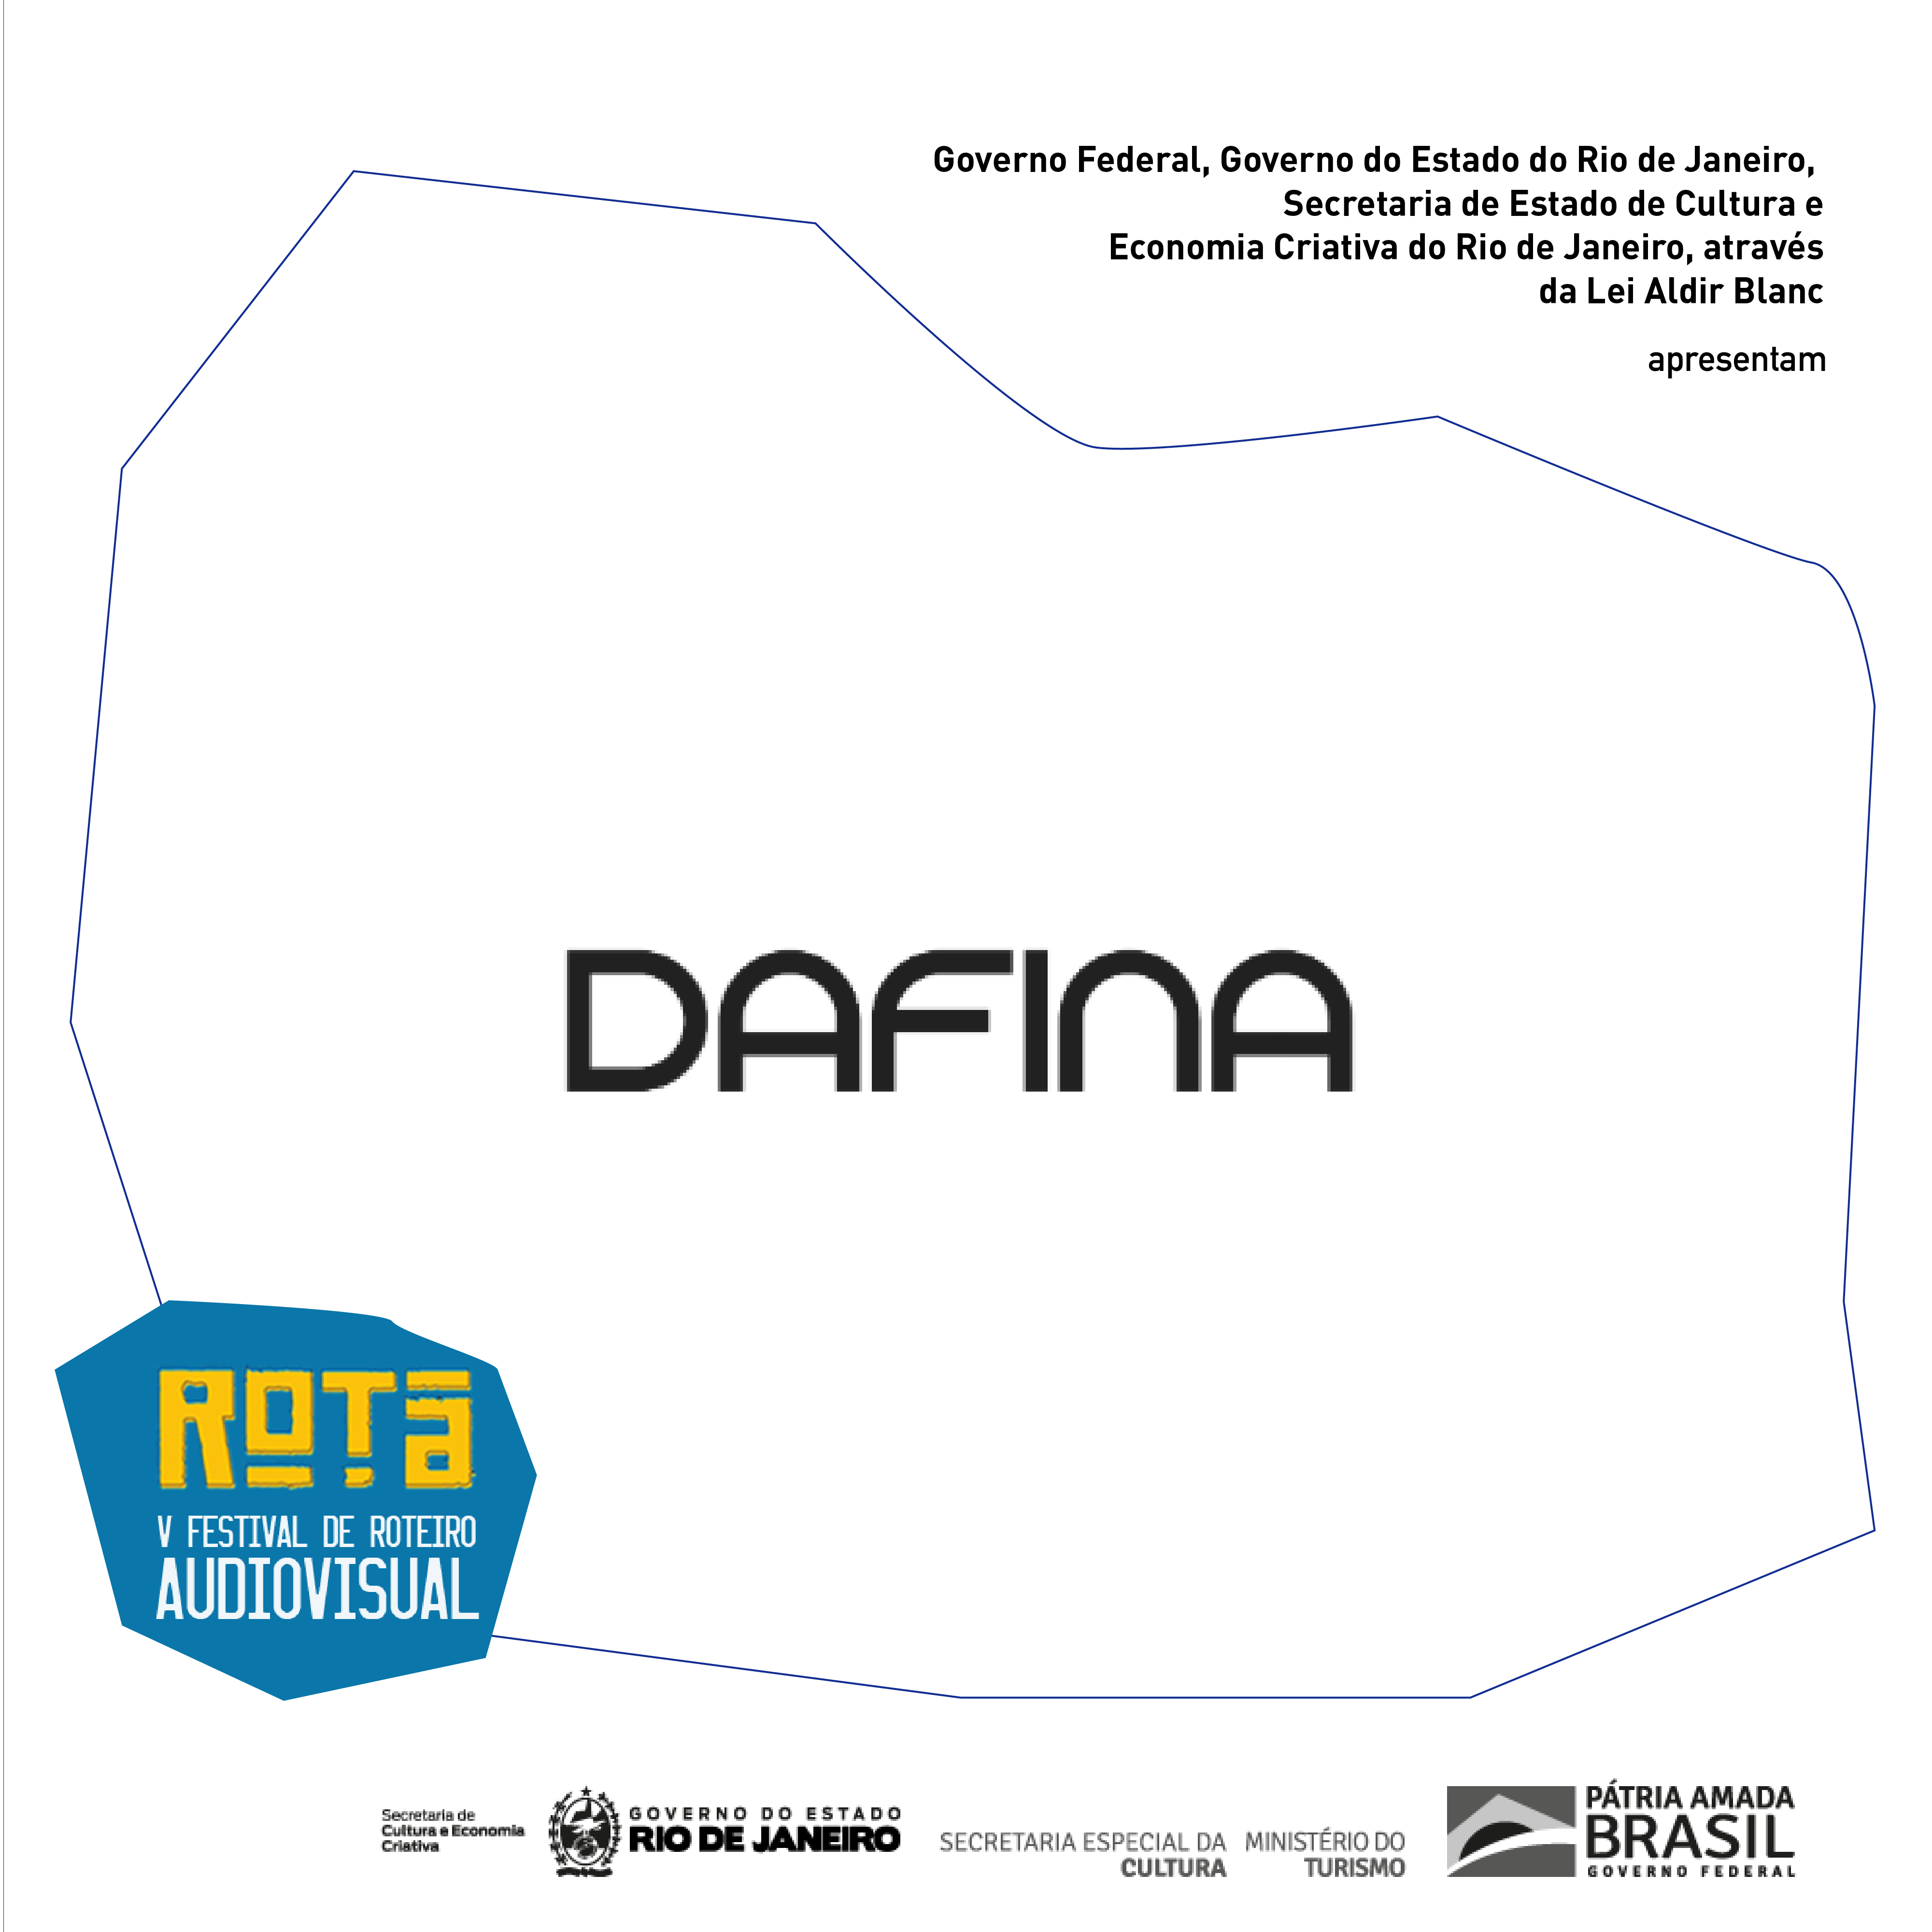 Governo Federal, Governo do Estado do Rio de Janeiro,
Secretaria de Estado de Cultura e
Economia Criativa do Rio de Janeiro, através
da Lei Aldir Blanc
apresentam
DAFINA
ROTA
V FESTIVAL DE ROTEIRO
AUDIOVISUAL
Secretaria de
Cultura e Economia
Criativa
GOVERNO DO ESTADO
RIO DE JANEIRO
SECRETARIA ESPECIAL DA
CULTURA
MINISTÉRIO DO
TURISMO
PÁTRIA AMADA
BRASIL
GOVERNO FEDERAL